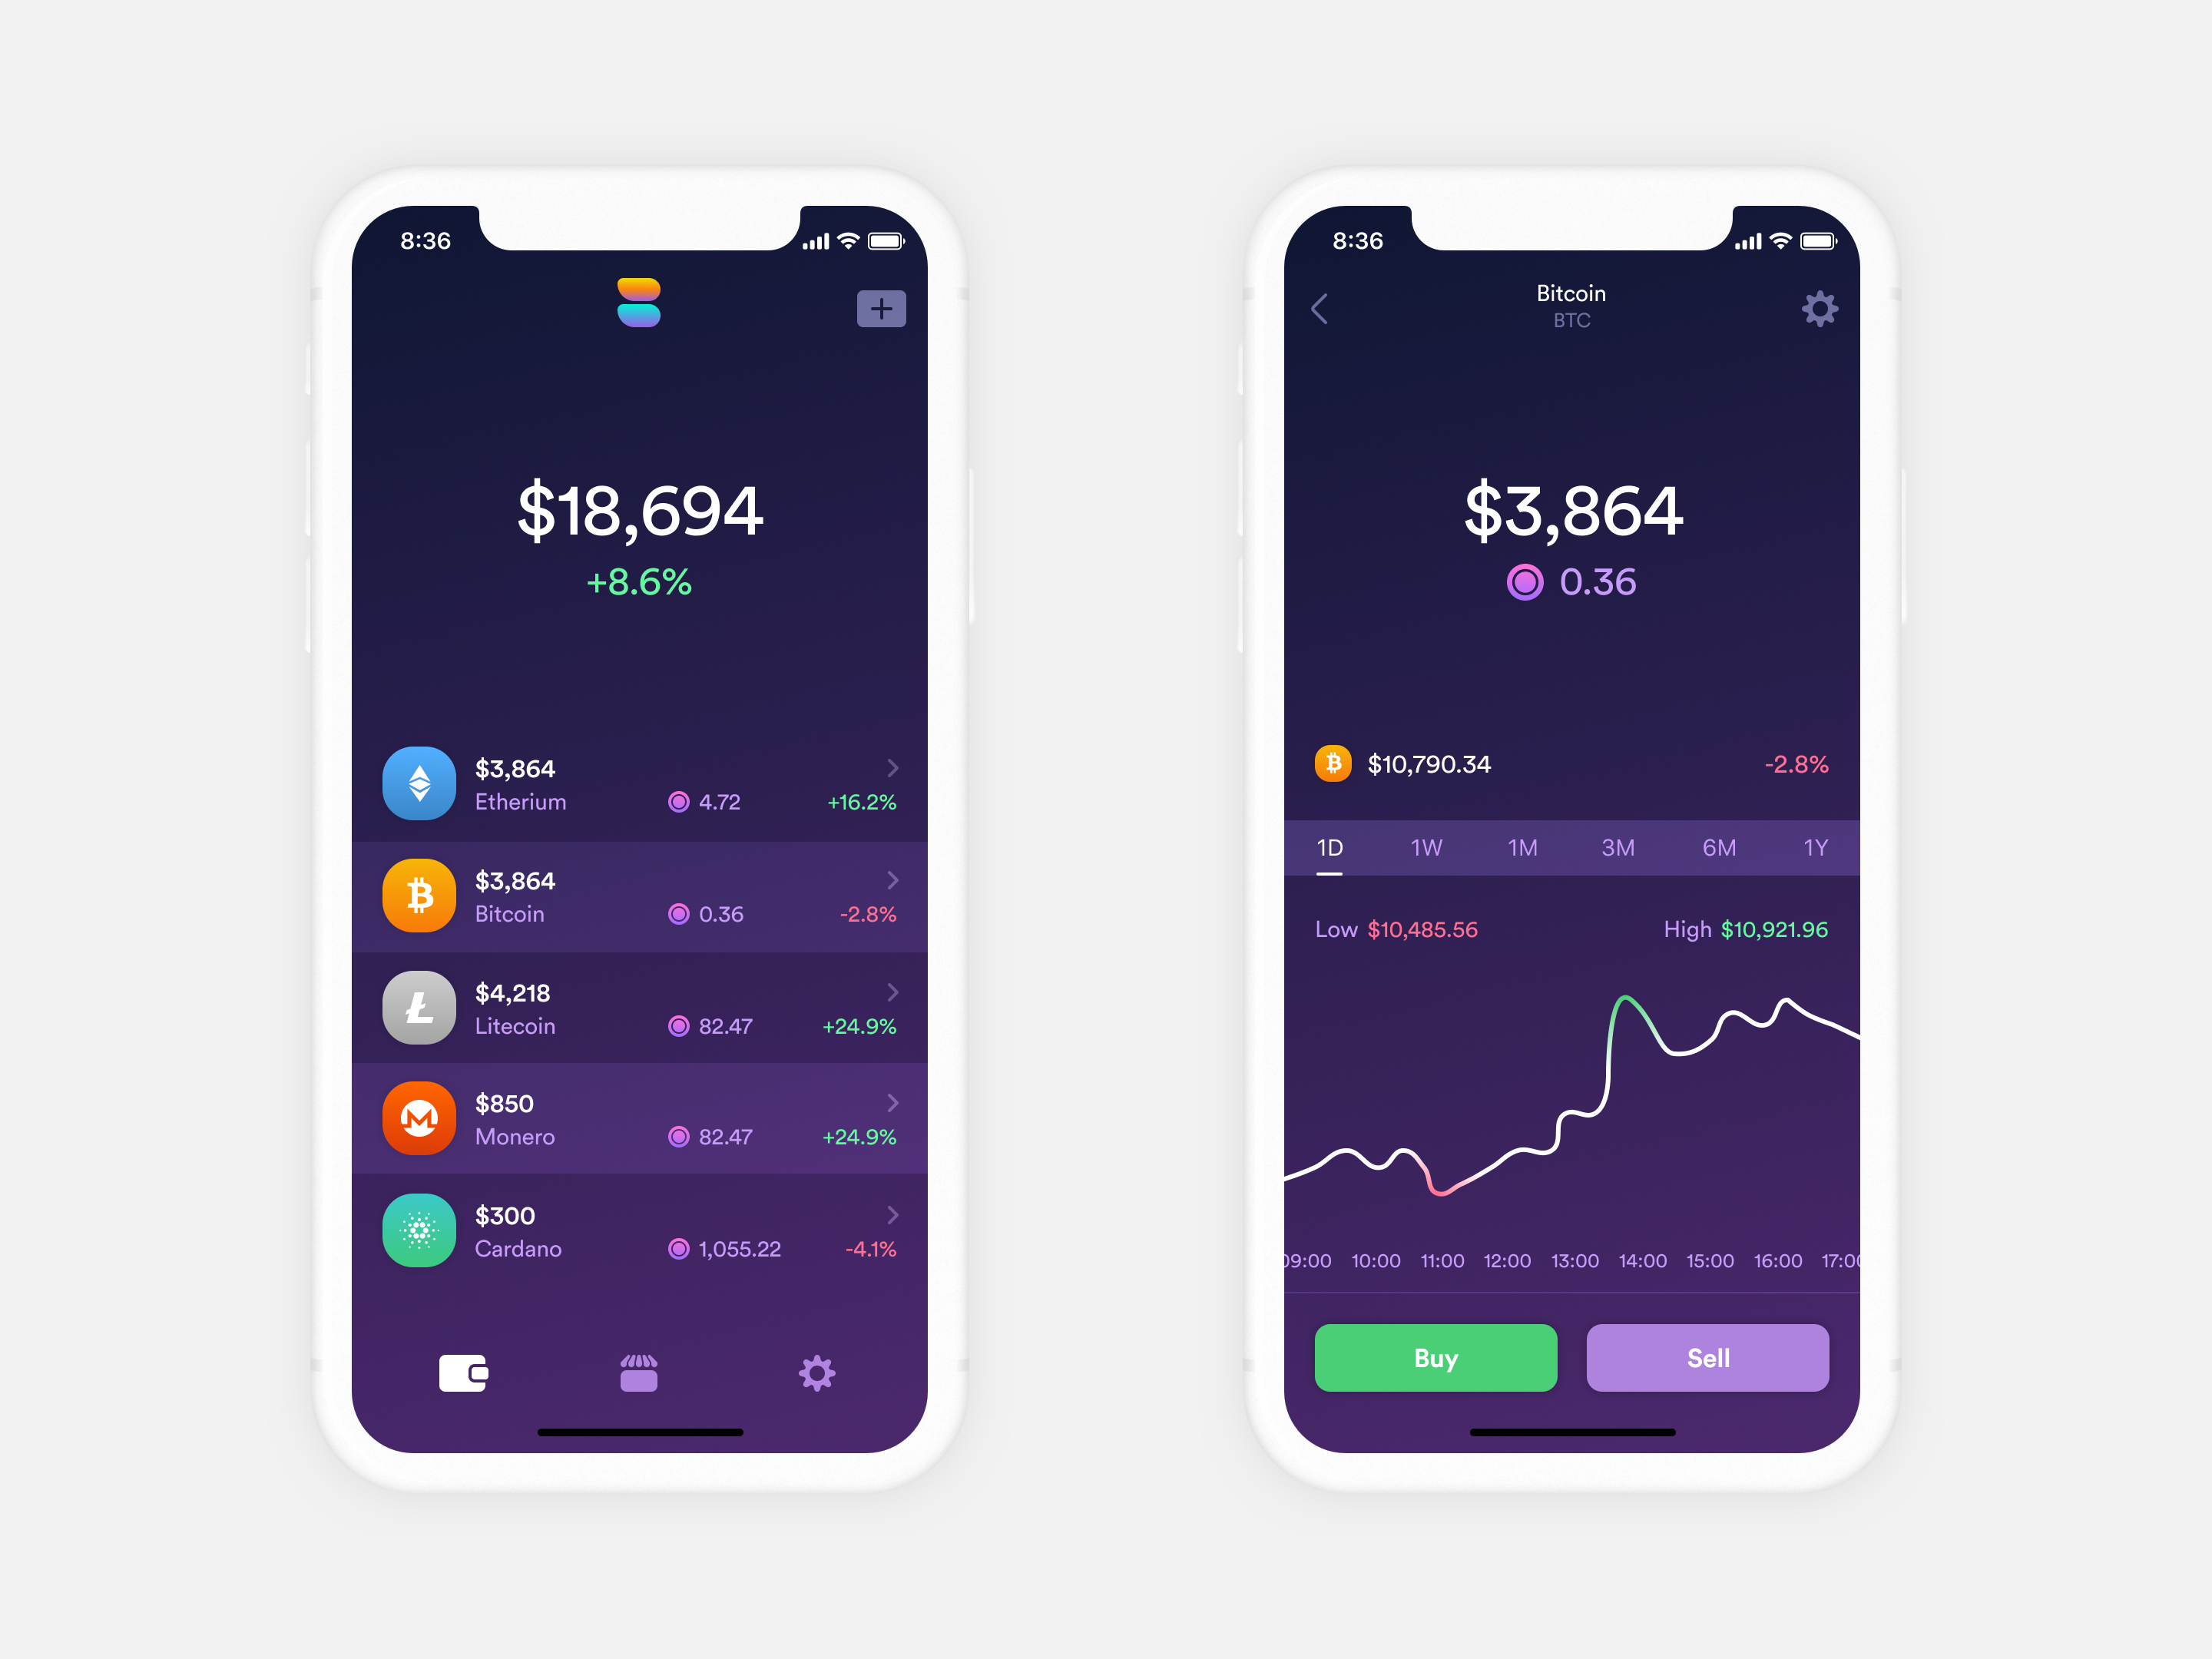 8:36
$18,694
+8.6%
$3,864
Etherium 4.72 +16.2%
$3,864
Bitcoin 0.36 -2.8%
$4,218
Litecoin 82.47 +24.9%
$850
Monero 82.47 +24.9%
$300
Cardano 1,055.22 -4.1%
8:36
Bitcoin
BTC
$3,864
0.36
$10,790.34 -2.8%
1D 1W 1M 3M 6M 1Y
Low $10,485.56 High $10,921.96
09:00 10:00 11:00 12:00 13:00 14:00 15:00 16:00 17:00
Buy Sell